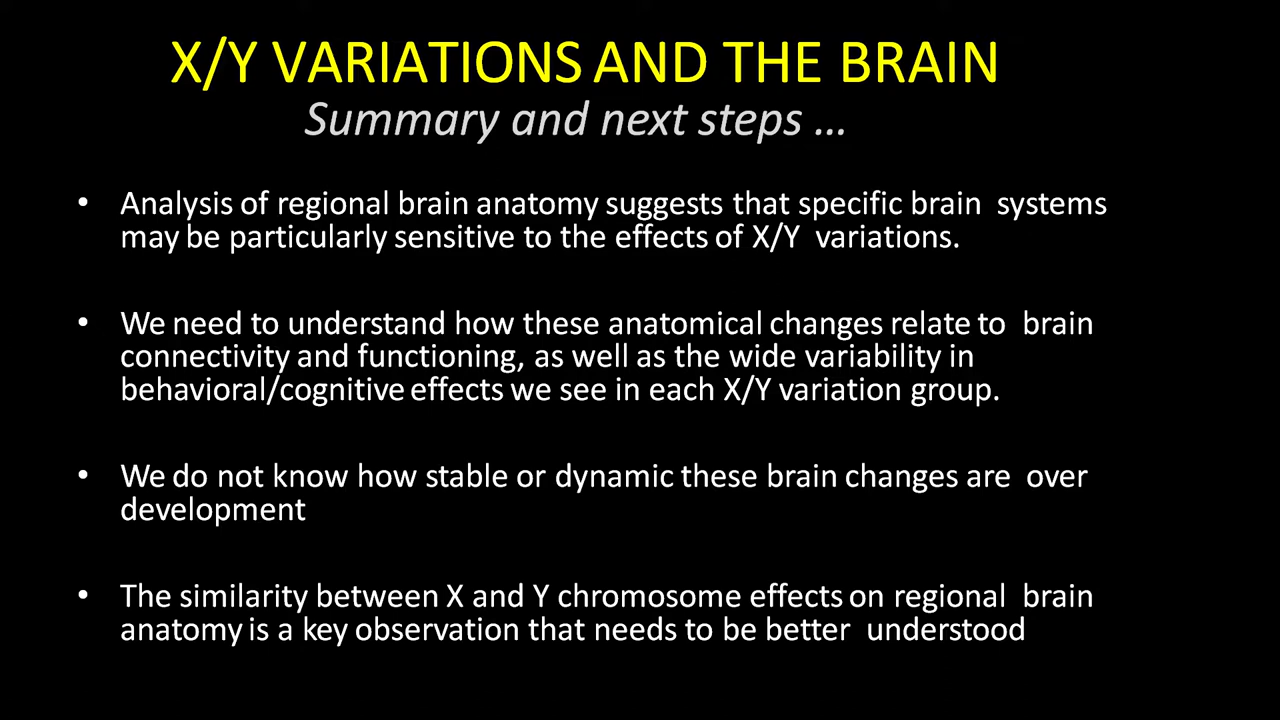 X/Y VARIATIONS AND THE BRAIN
Summary and next steps ...
• Analysis of regional brain anatomy suggests that specific brain systems
may be particularly sensitive to the effects of X/Y variations.
• We need to understand how these anatomical changes relate to brain
connectivity and functioning, as well as the wide variability in
behavioral/cognitive effects we see in each X/Y variation group.
• We do not know how stable or dynamic these brain changes are over
development
• The similarity between X and Y chromosome effects on regional brain
anatomy is a key observation that needs to be better understood